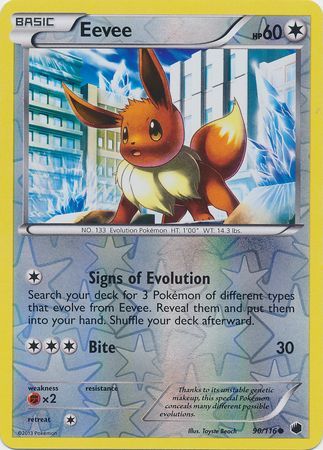 BASIC
Eevee
HP60
NO. 133 Evolution Pokémon HT. 1'00" WT. 14.3 lbs.
Signs of Evolution
Search your deck for 3 Pokémon of different types
that evolve from Eevee. Reveal them and put them
into your hand. Shuffle your deck afterward.
Bite 30
weakness resistance
×2
retreat
Thanks to its unstable genetic
makeup, this special Pokémon
conceals many different
possible evolutions.
©2013 Pokémon
Illus. Toyste Beach
90/116